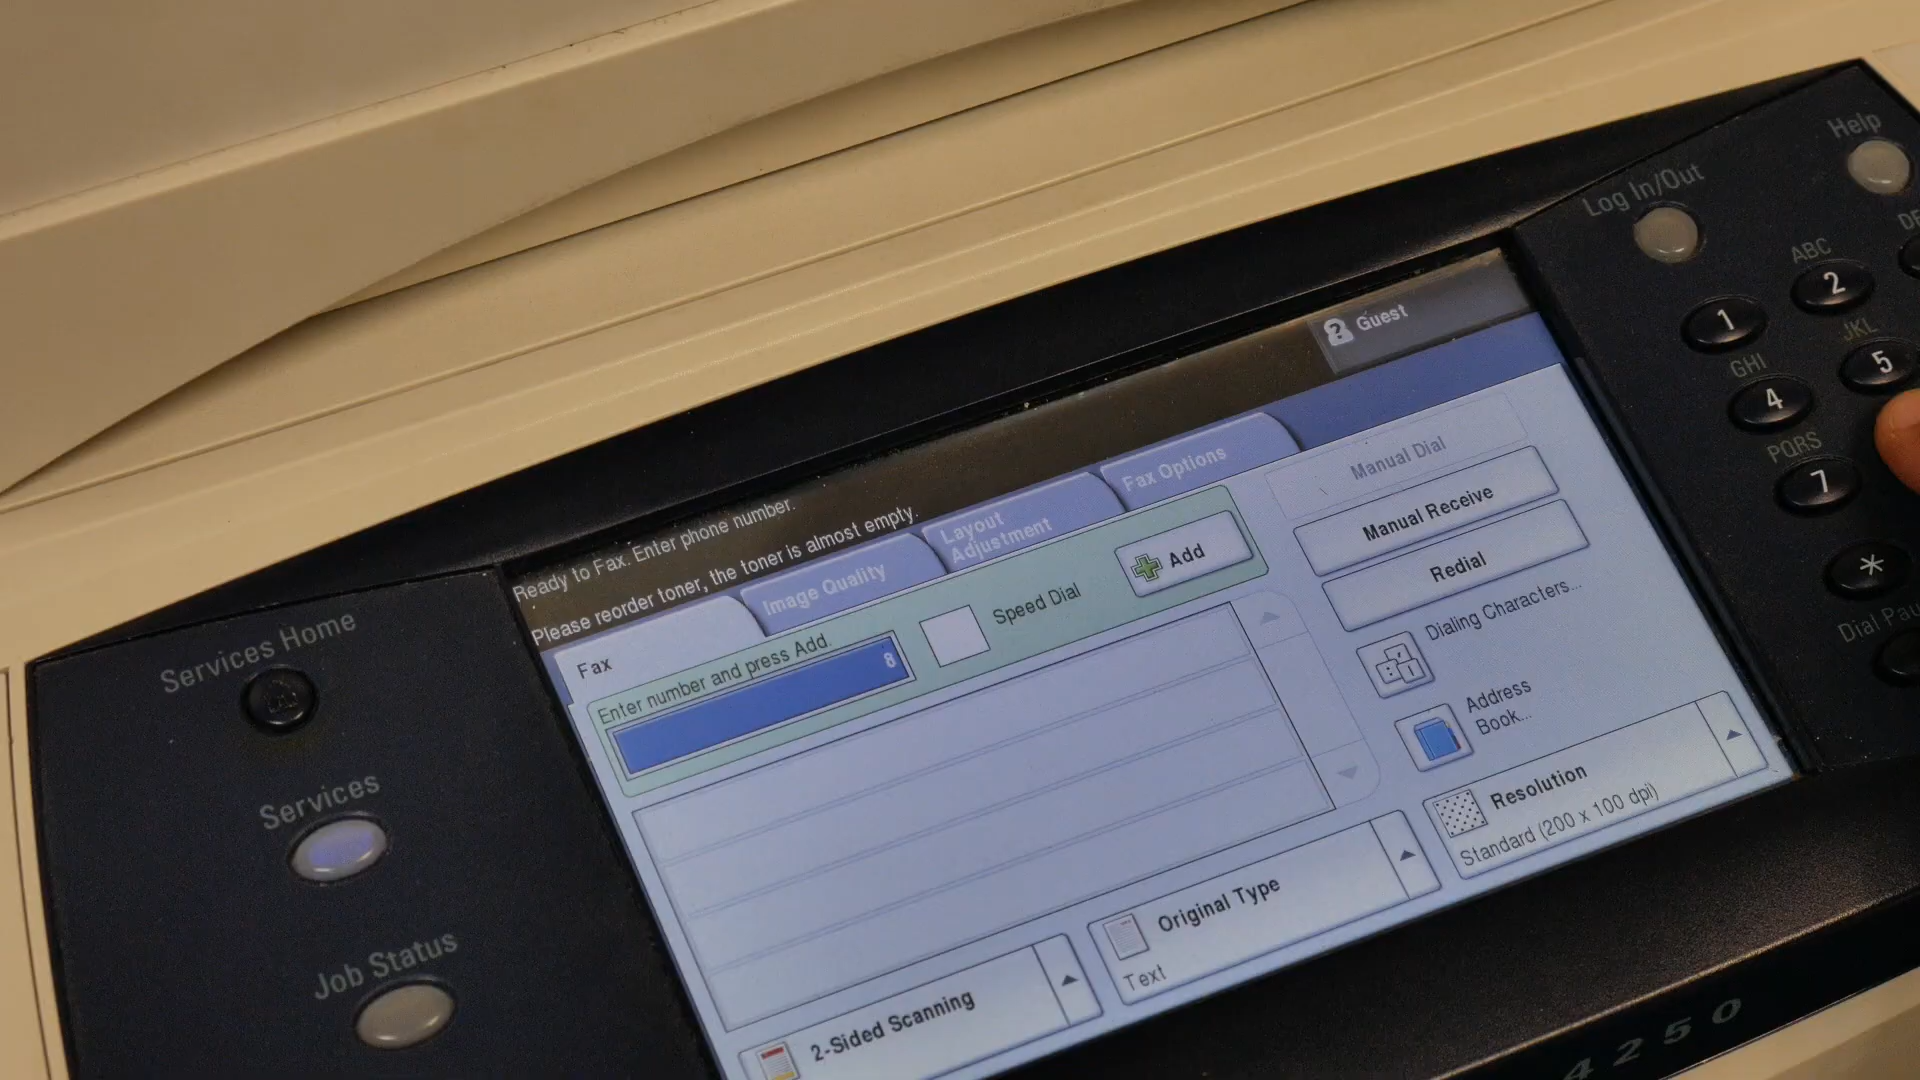 Help
Log In/Out
ABC
2
1
JKL
5
GHI
4
PQRS
7
*
Guest
Ready to Fax. Enter phone number.
Please reorder toner, the toner is almost empty.
Fax
Image Quality
Layout
Adjustment
Fax Options
Enter number and press Add.
8
Speed Dial
Add
Manual Dial
Manual Receive
Redial
Dialing Characters...
Address
Book...
Resolution
Standard (200 x 100 dpi)
Original Type
Text
2-Sided Scanning
Services Home
Services
Job Status
Dial Pau
4250